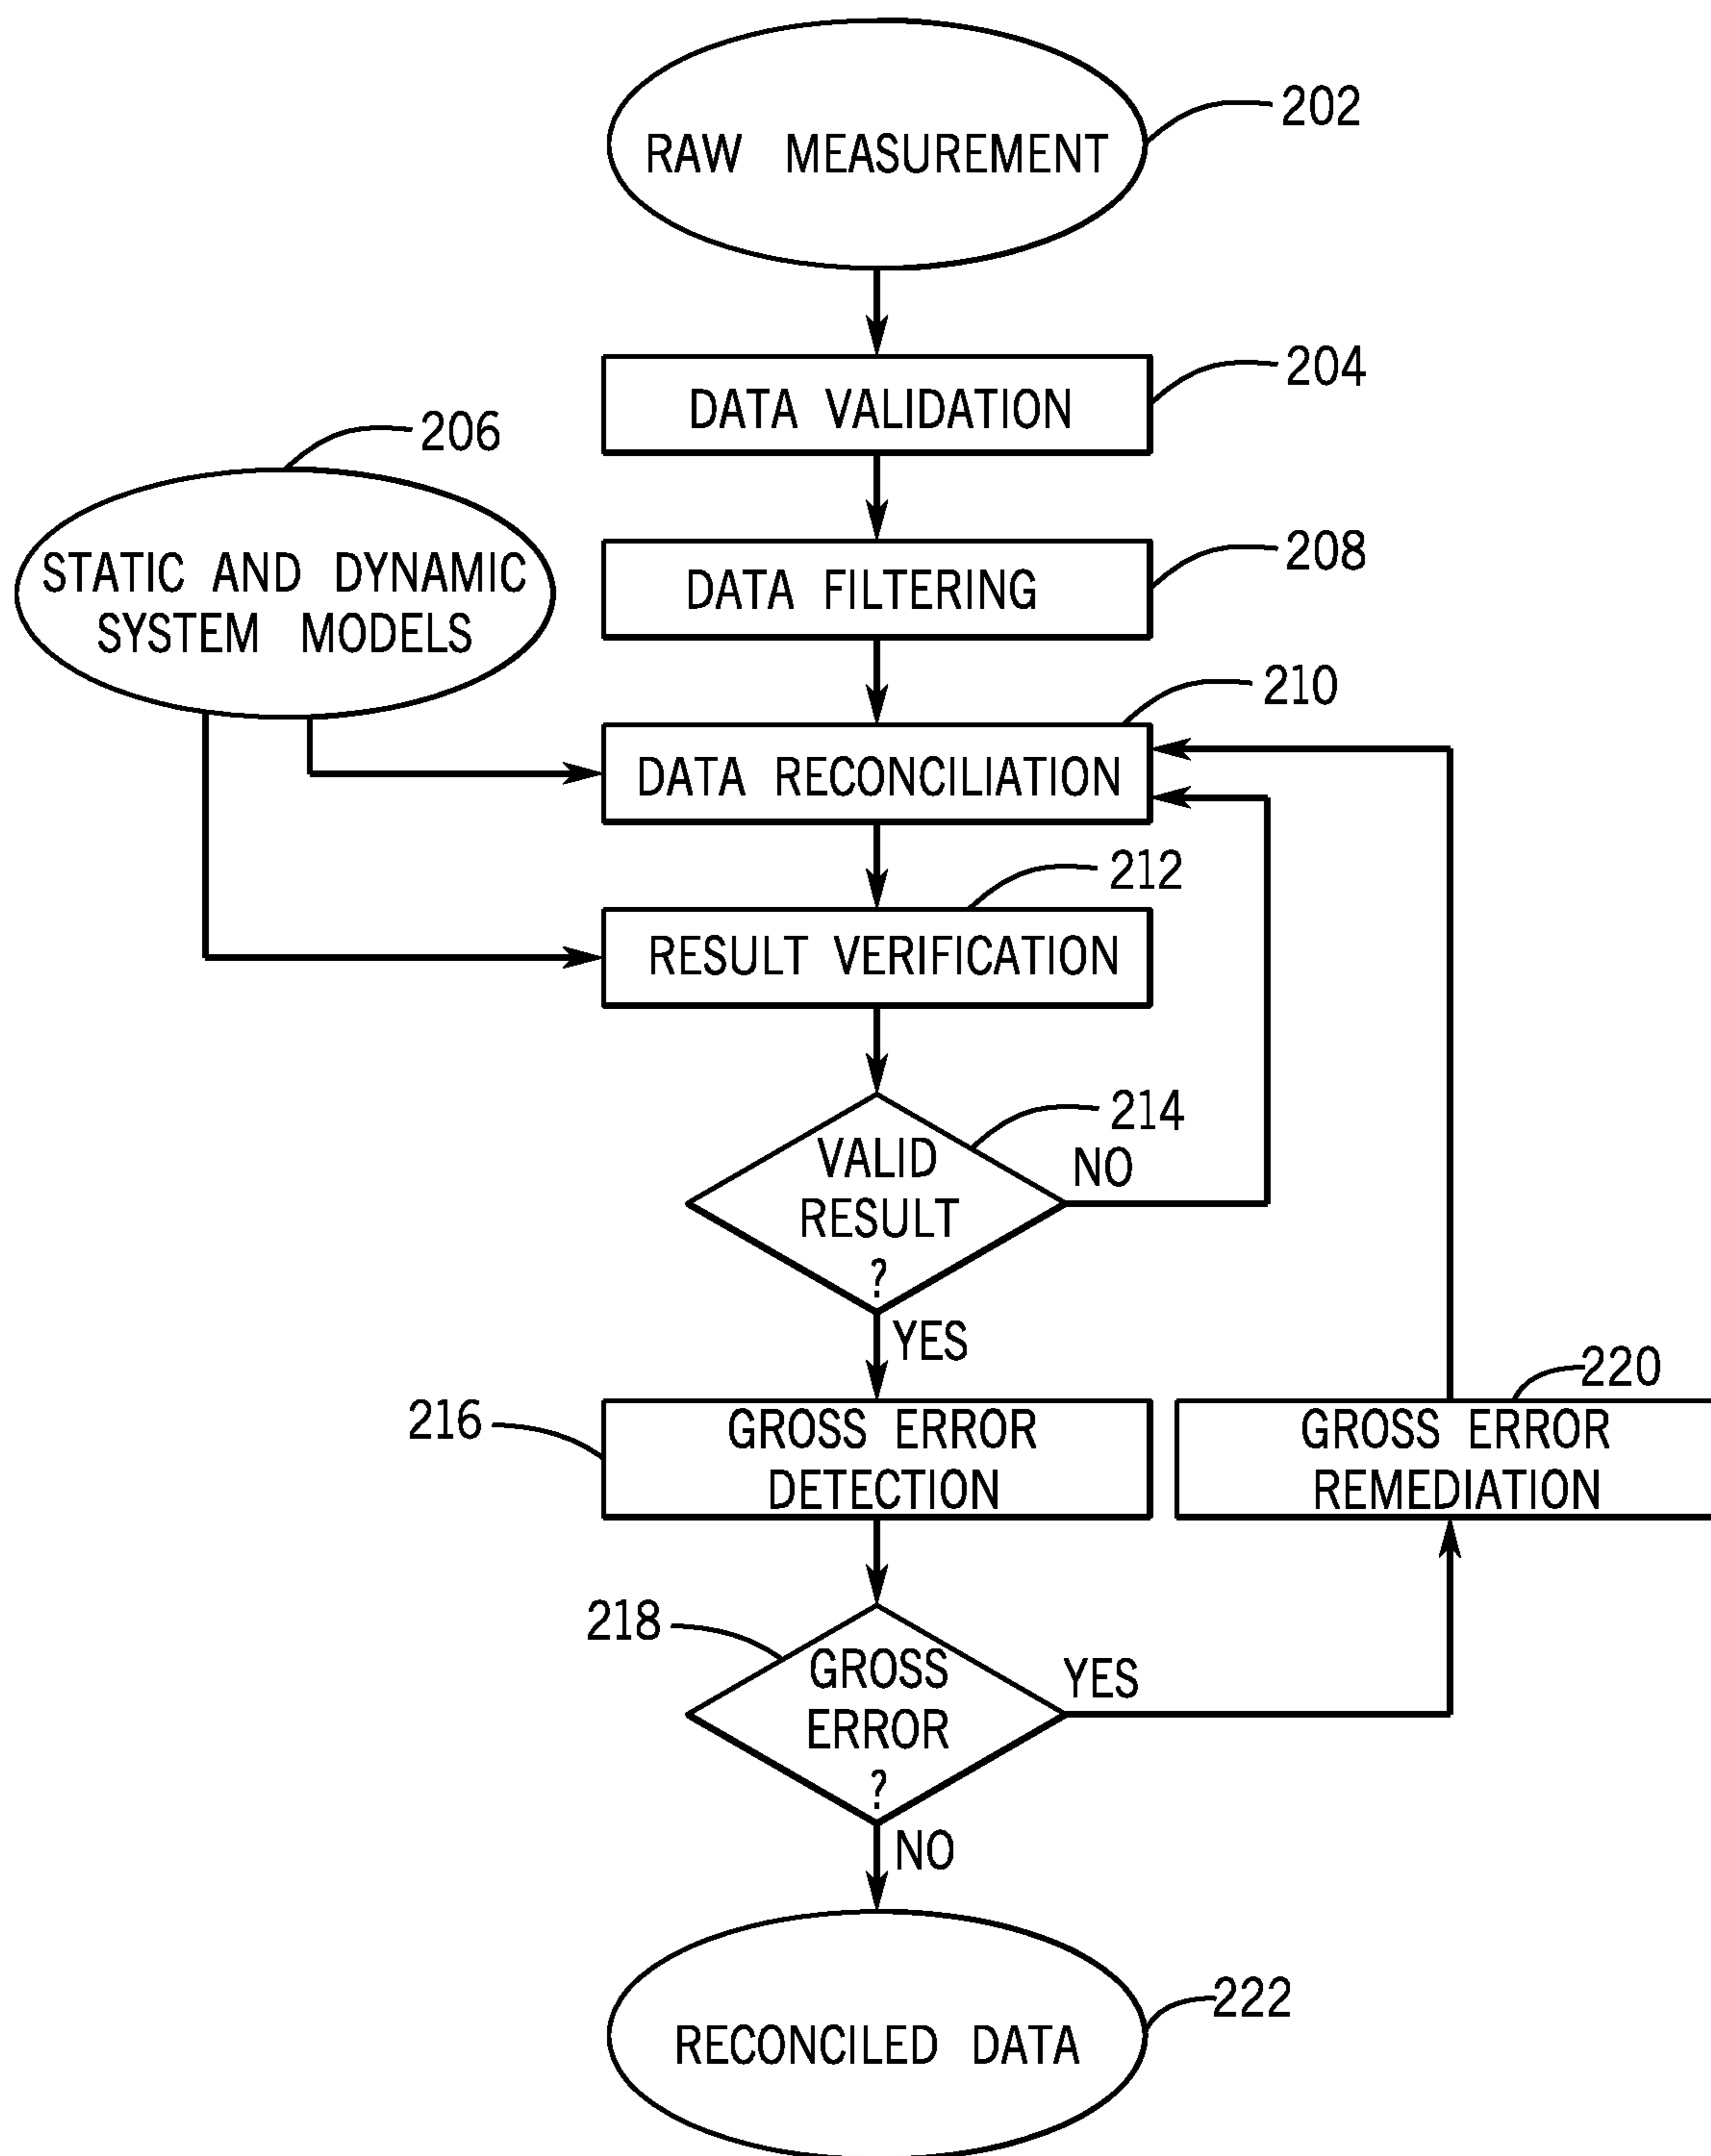 202
RAW MEASUREMENT
204
DATA VALIDATION
206
STATIC AND DYNAMIC
SYSTEM MODELS
208
DATA FILTERING
210
DATA RECONCILIATION
212
RESULT VERIFICATION
214
VALID
RESULT
?
NO
YES
216
GROSS ERROR
DETECTION
220
GROSS ERROR
REMEDIATION
218
GROSS
ERROR
?
YES
NO
222
RECONCILED DATA